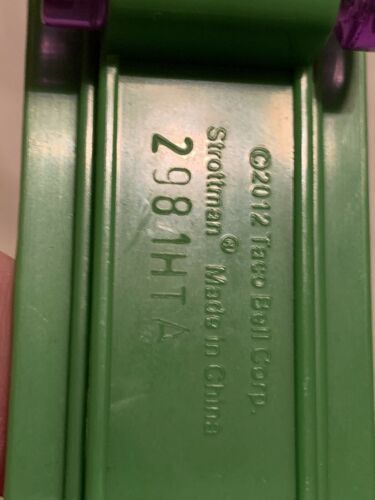 ©2012 Taco Bell Corp.
Strottman® Made in China
2981HTA